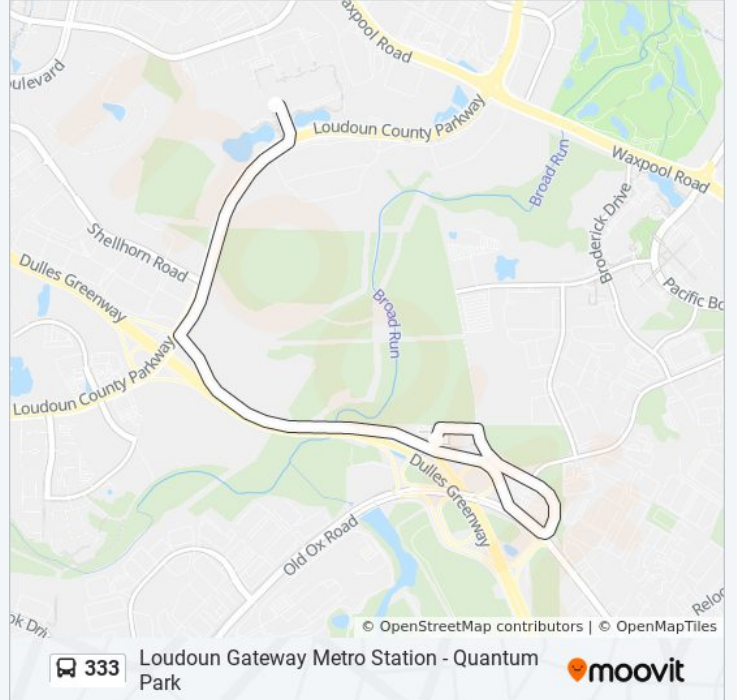 axpool Road
oulevard
Loudoun County Parkway
Waxpool Road
Broad Run
Broderick Drive
Shellhorn Road
Dulles Greenway
Pacific Bo
Broad Run
Loudoun County Parkway
Dulles Greenway
Old Ox Road
Reloc
ok Driv
© OpenStreetMap contributors | © OpenMapTiles
333
Loudoun Gateway Metro Station - Quantum
Park
moovit